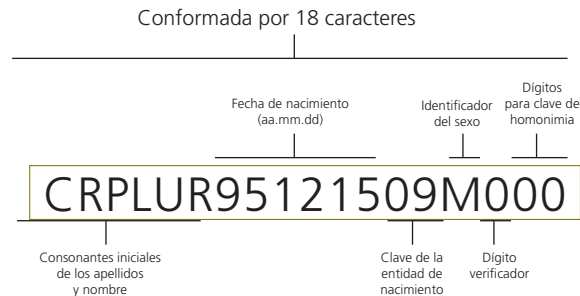 Conformada por 18 caracteres
Fecha de nacimiento
(aa.mm.dd)
Identificador
del sexo
Dígitos
para clave de
homonimia
CRPLUR95121509M000
Consonantes iniciales
de los apellidos
y nombre
Clave de la
entidad de
nacimiento
Dígito
verificador